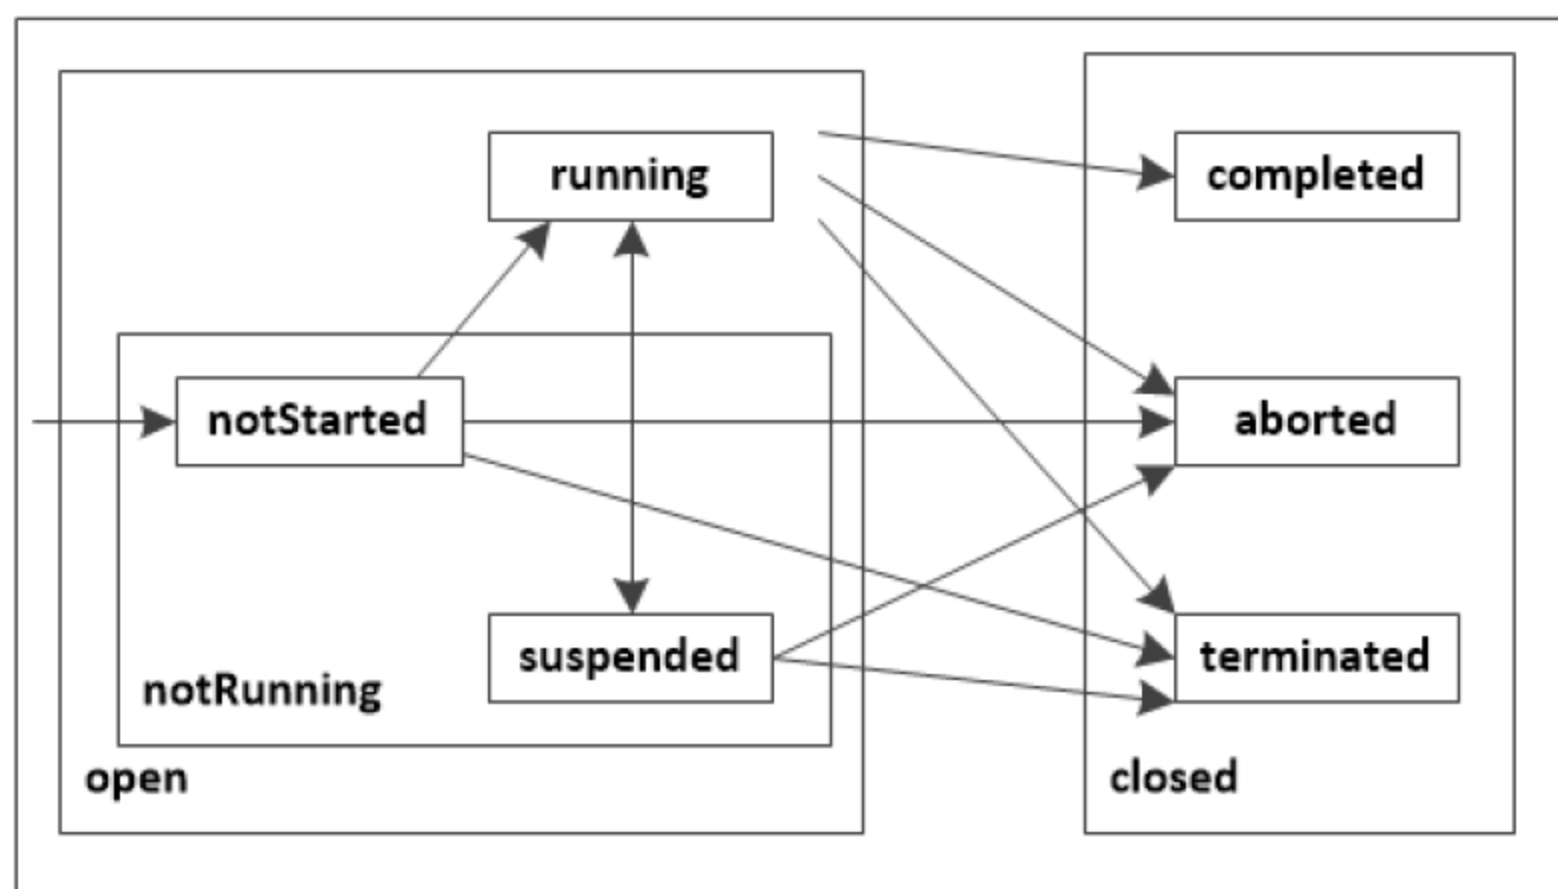 running
completed
notStarted
aborted
suspended
terminated
notRunning
open
closed